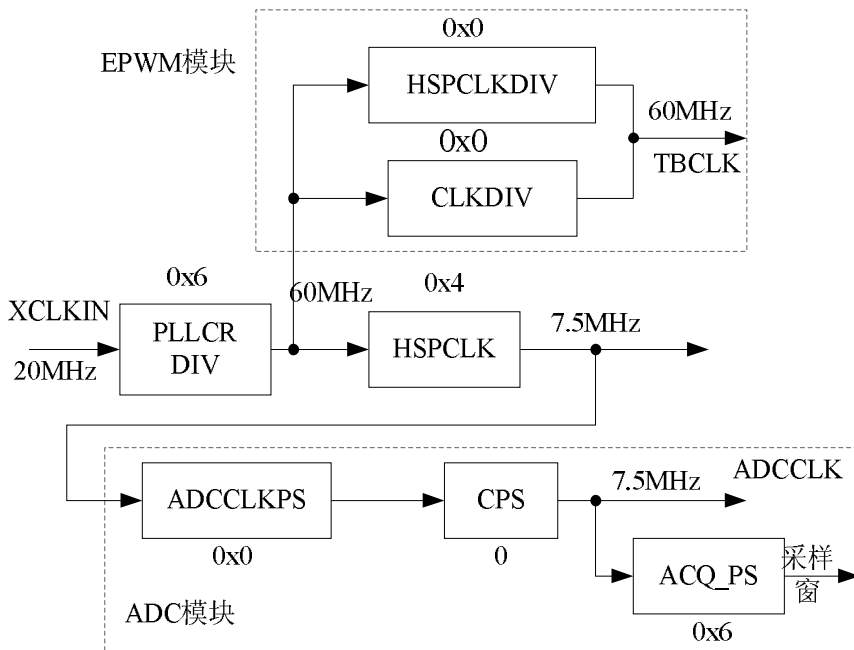 0x0
EPWM模块
HSPCLKDIV
60MHz
0x0
TBCLK
CLKDIV
0x6
60MHz
0x4
XCLKIN
7.5MHz
PLLCR
DIV
HSPCLK
20MHz
ADCCLK
ADCCLKPS
CPS
7.5MHz
0x0
0
ACQ_PS
采样
窗
ADC模块
0x6